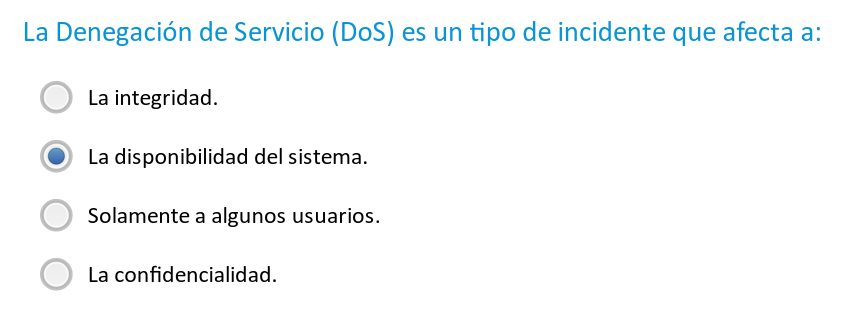 La Denegación de Servicio (DoS) es un tipo de incidente que afecta a:
La integridad.
La disponibilidad del sistema.
Solamente a algunos usuarios.
La confidencialidad.